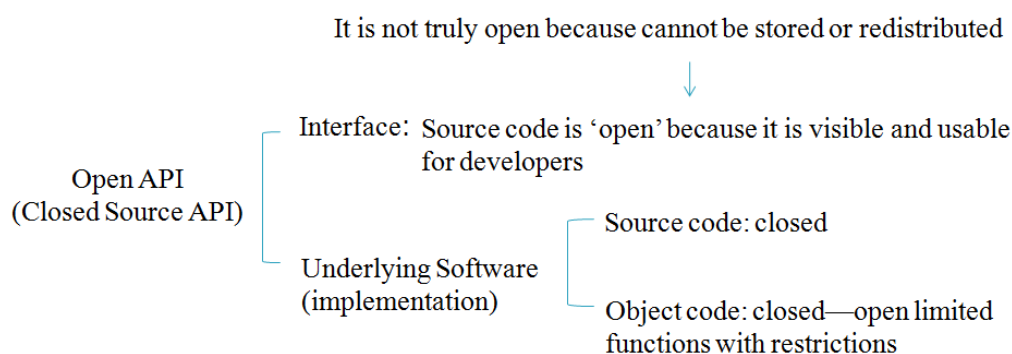 It is not truly open because cannot be stored or redistributed
Interface: Source code is ‘open’ because it is visible and usable
for developers
Open API
(Closed Source API)
Source code: closed
Underlying Software
(implementation)
Object code: closed—open limited
functions with restrictions